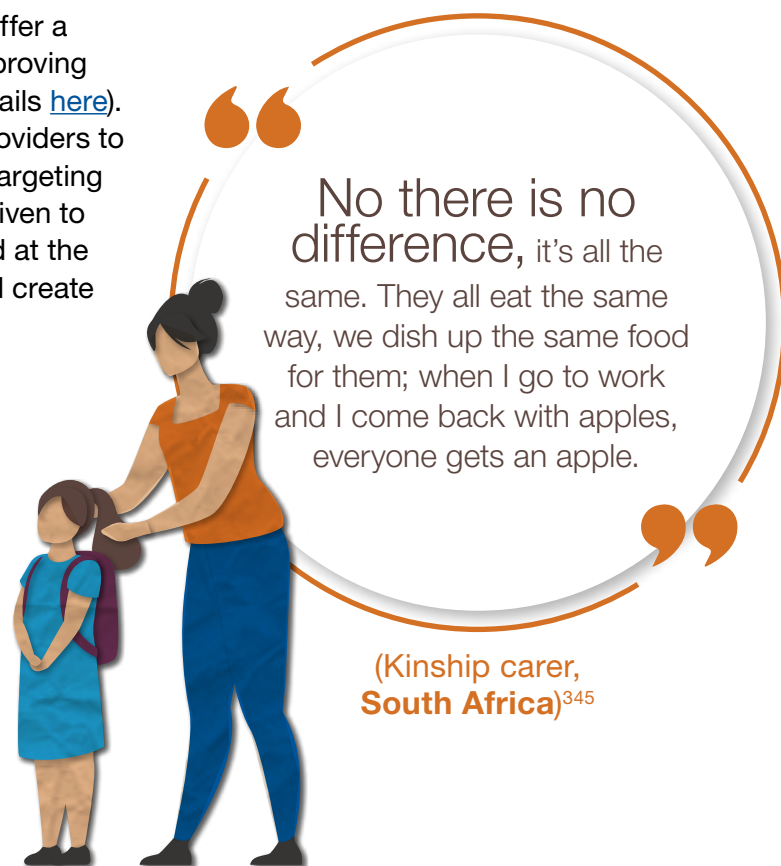 ffer a
proving
ails here).
oviders to
argeting
iven to
d at the
l create
“
No there is no
difference, it’s all the
same. They all eat the same
way, we dish up the same food
for them; when I go to work
and I come back with apples,
everyone gets an apple.
”
(Kinship carer,
South Africa)345